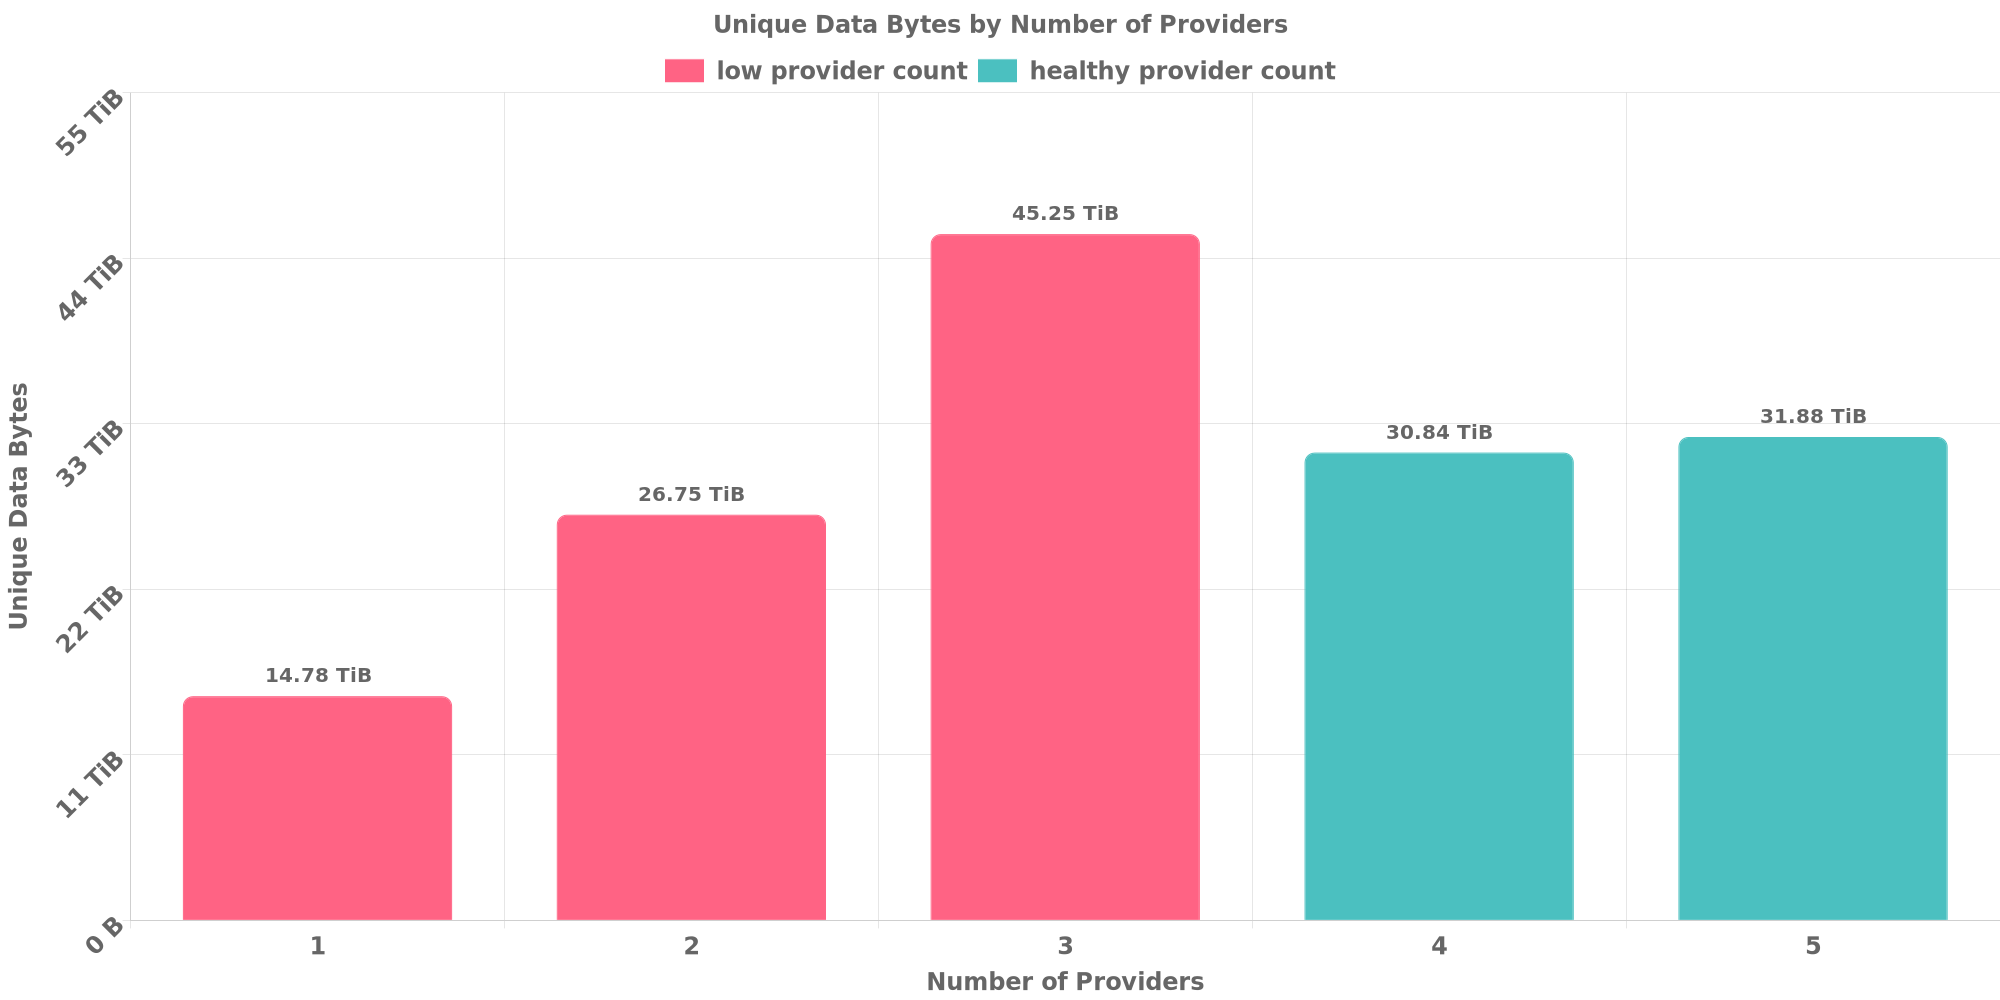 Unique Data Bytes by Number of Providers
low provider count healthy provider count
55 TiB
44 TiB
33 TiB
22 TiB
11 TiB
0 B
Unique Data Bytes
14.78 TiB
26.75 TiB
45.25 TiB
30.84 TiB
31.88 TiB
1 2 3 4 5
Number of Providers